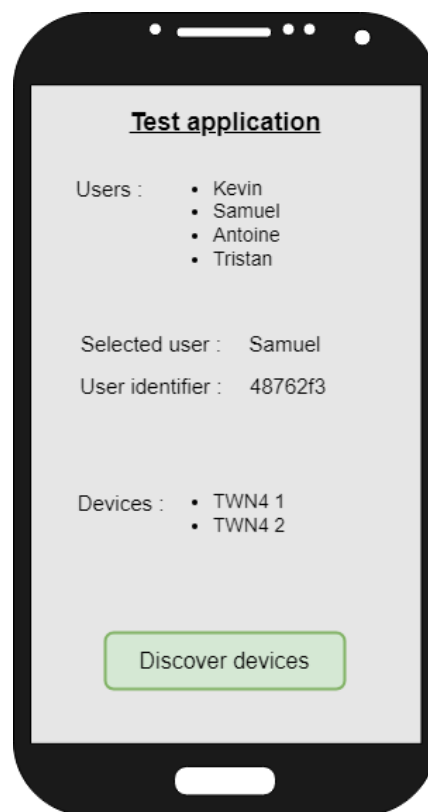 Test application
Users : • Kevin
• Samuel
• Antoine
• Tristan
Selected user : Samuel
User identifier : 48762f3
Devices : • TWN4 1
• TWN4 2
Discover devices